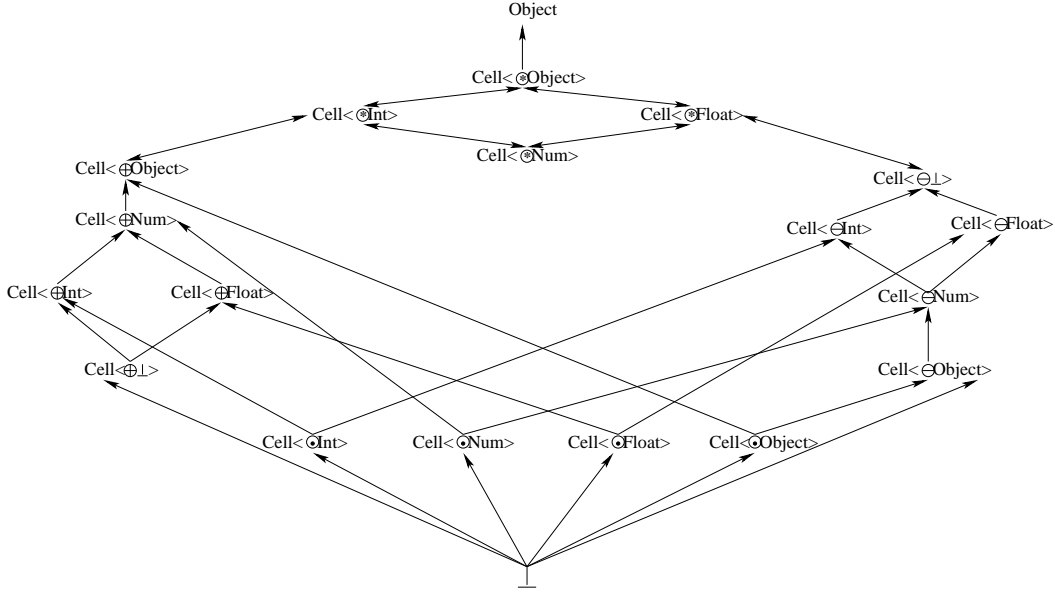 Object
Cell<⊛Object>
Cell<⊛Int>
Cell<⊛Float>
Cell<⊛Num>
Cell<⊕Object>
Cell<⊖⊥>
Cell<⊕Num>
Cell<⊖Int>
Cell<⊖Float>
Cell<⊕Int>
Cell<⊕Float>
Cell<⊖Num>
Cell<⊕⊥>
Cell<⊖Object>
Cell<⊙Int>
Cell<⊙Num>
Cell<⊙Float>
Cell<⊙Object>
⊥